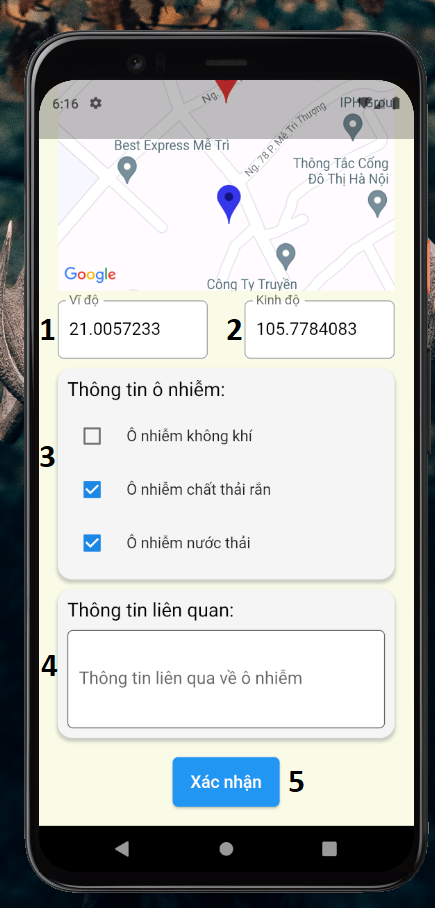 6:16
IPH Group
Ng.
Ng. 78 P. Mễ Trì Thượng
Best Express Mễ Trì
Thông Tắc Cống
Đô Thị Hà Nội
Công Ty Truyền
Google
1 Vĩ độ 21.0057233
2 Kinh độ 105.7784083
3
Thông tin ô nhiễm:
Ô nhiễm không khí
Ô nhiễm chất thải rắn
Ô nhiễm nước thải
4
Thông tin liên quan:
Thông tin liên qua về ô nhiễm
Xác nhận 5